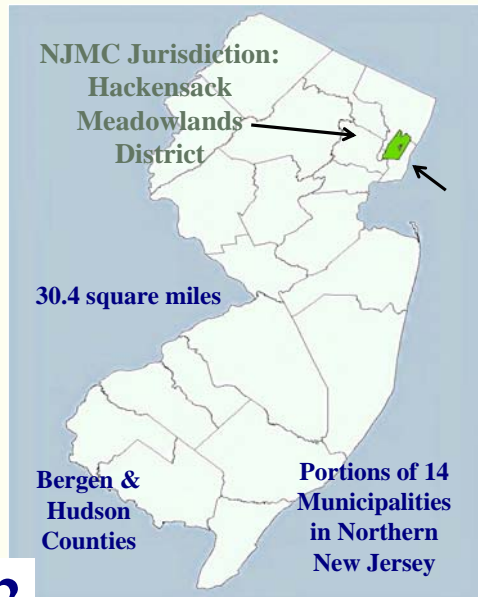 NJMC Jurisdiction:
Hackensack
Meadowlands
District
30.4 square miles
Bergen &
Hudson
Counties
Portions of 14
Municipalities
in Northern
New Jersey